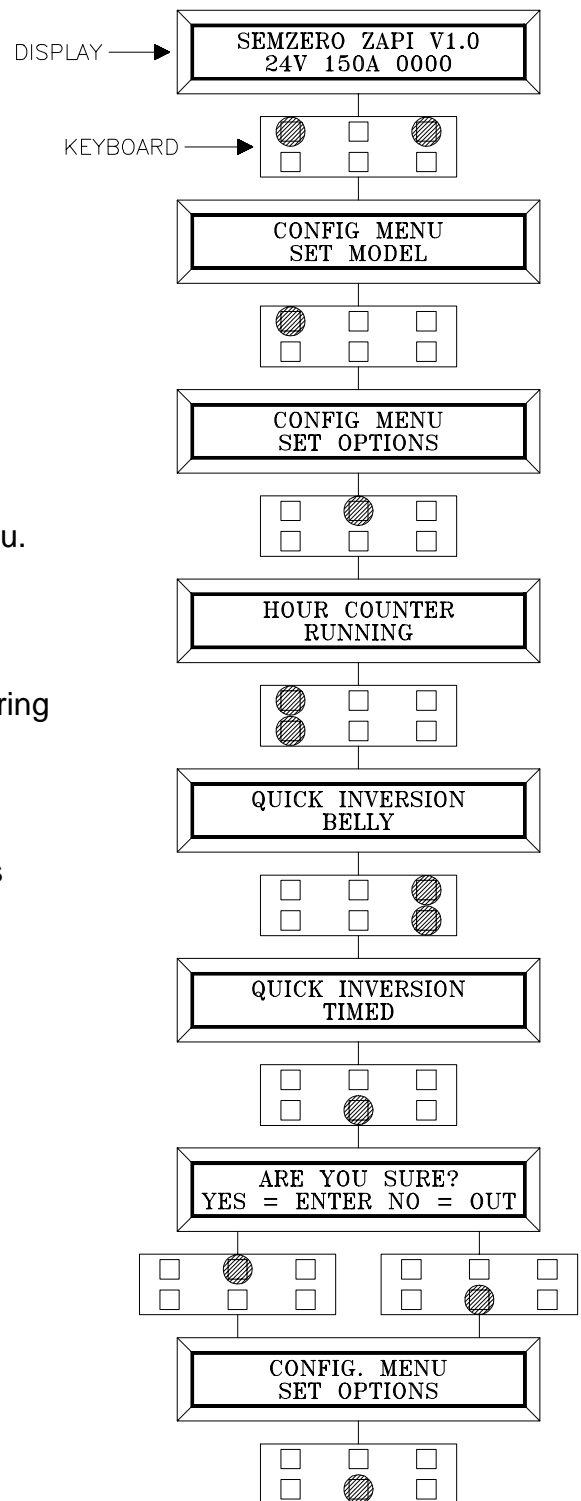 DISPLAY
SEMZERO ZAPI V1.0
24V 150A 0000
KEYBOARD
CONFIG MENU
SET MODEL
CONFIG MENU
SET OPTIONS
u.
HOUR COUNTER
RUNNING
ring
QUICK INVERSION
BELLY
s
QUICK INVERSION
TIMED
ARE YOU SURE?
YES = ENTER NO = OUT
CONFIG. MENU
SET OPTIONS